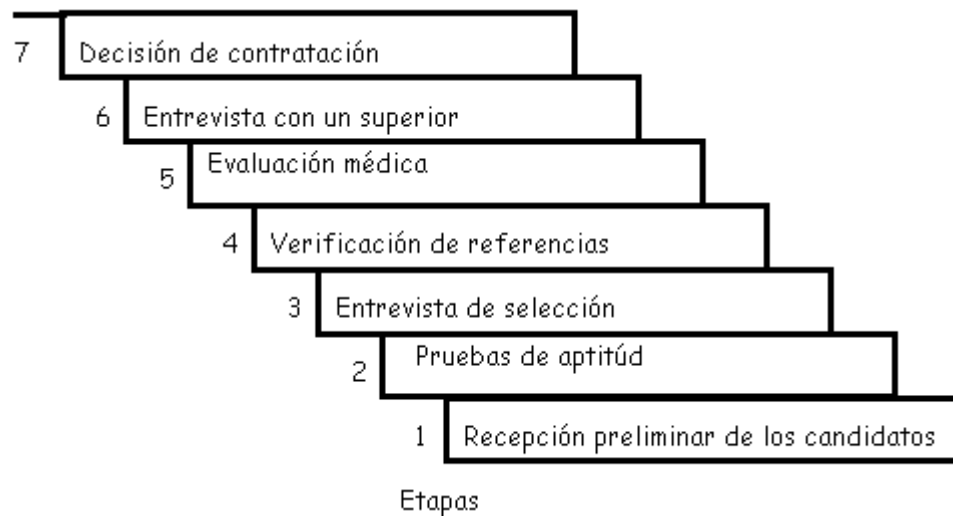 7 Decisión de contratación
6 Entrevista con un superior
5 Evaluación médica
4 Verificación de referencias
3 Entrevista de selección
2 Pruebas de aptitúd
1 Recepción preliminar de los candidatos
Etapas